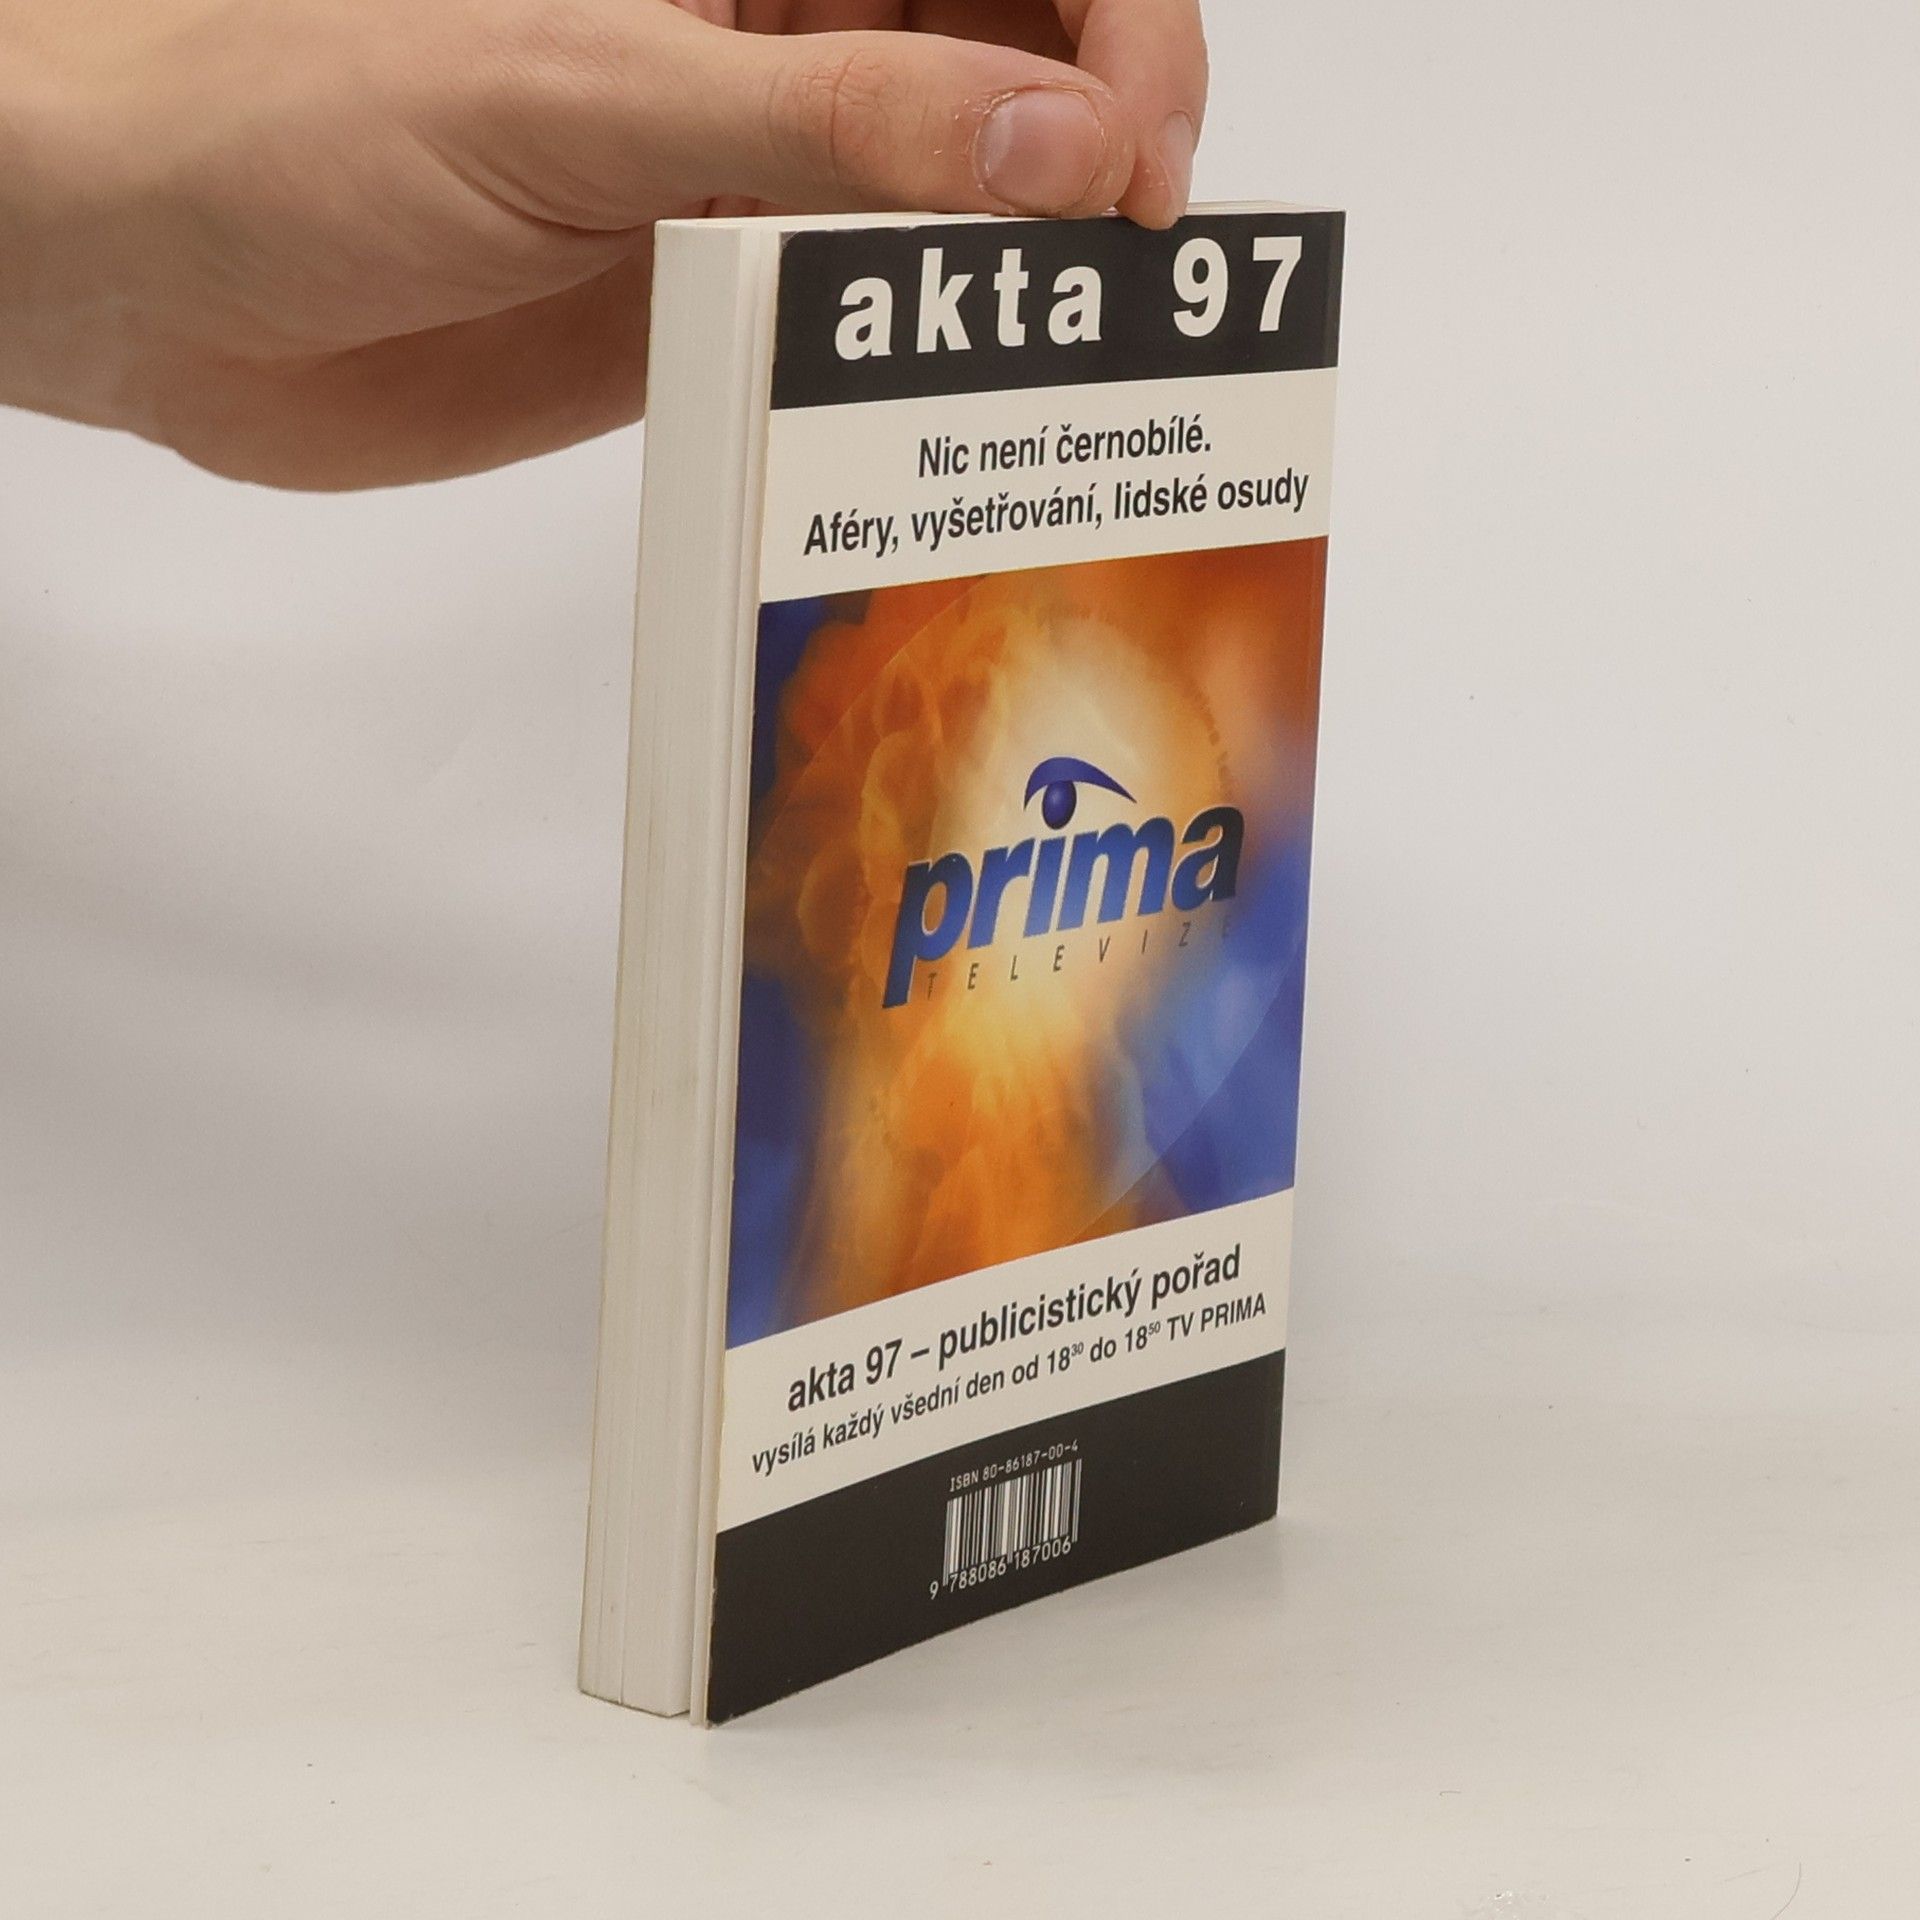 akta 97
Nic není černobílé.
Aféry, vyšetřování, lidské osudy
prima
TELEVIZE
akta 97 – publicistický pořad
vysílá každý všední den od 18³⁰ do 18⁵⁰ TV PRIMA
ISBN 80-86187-00-4
9 788086 187006